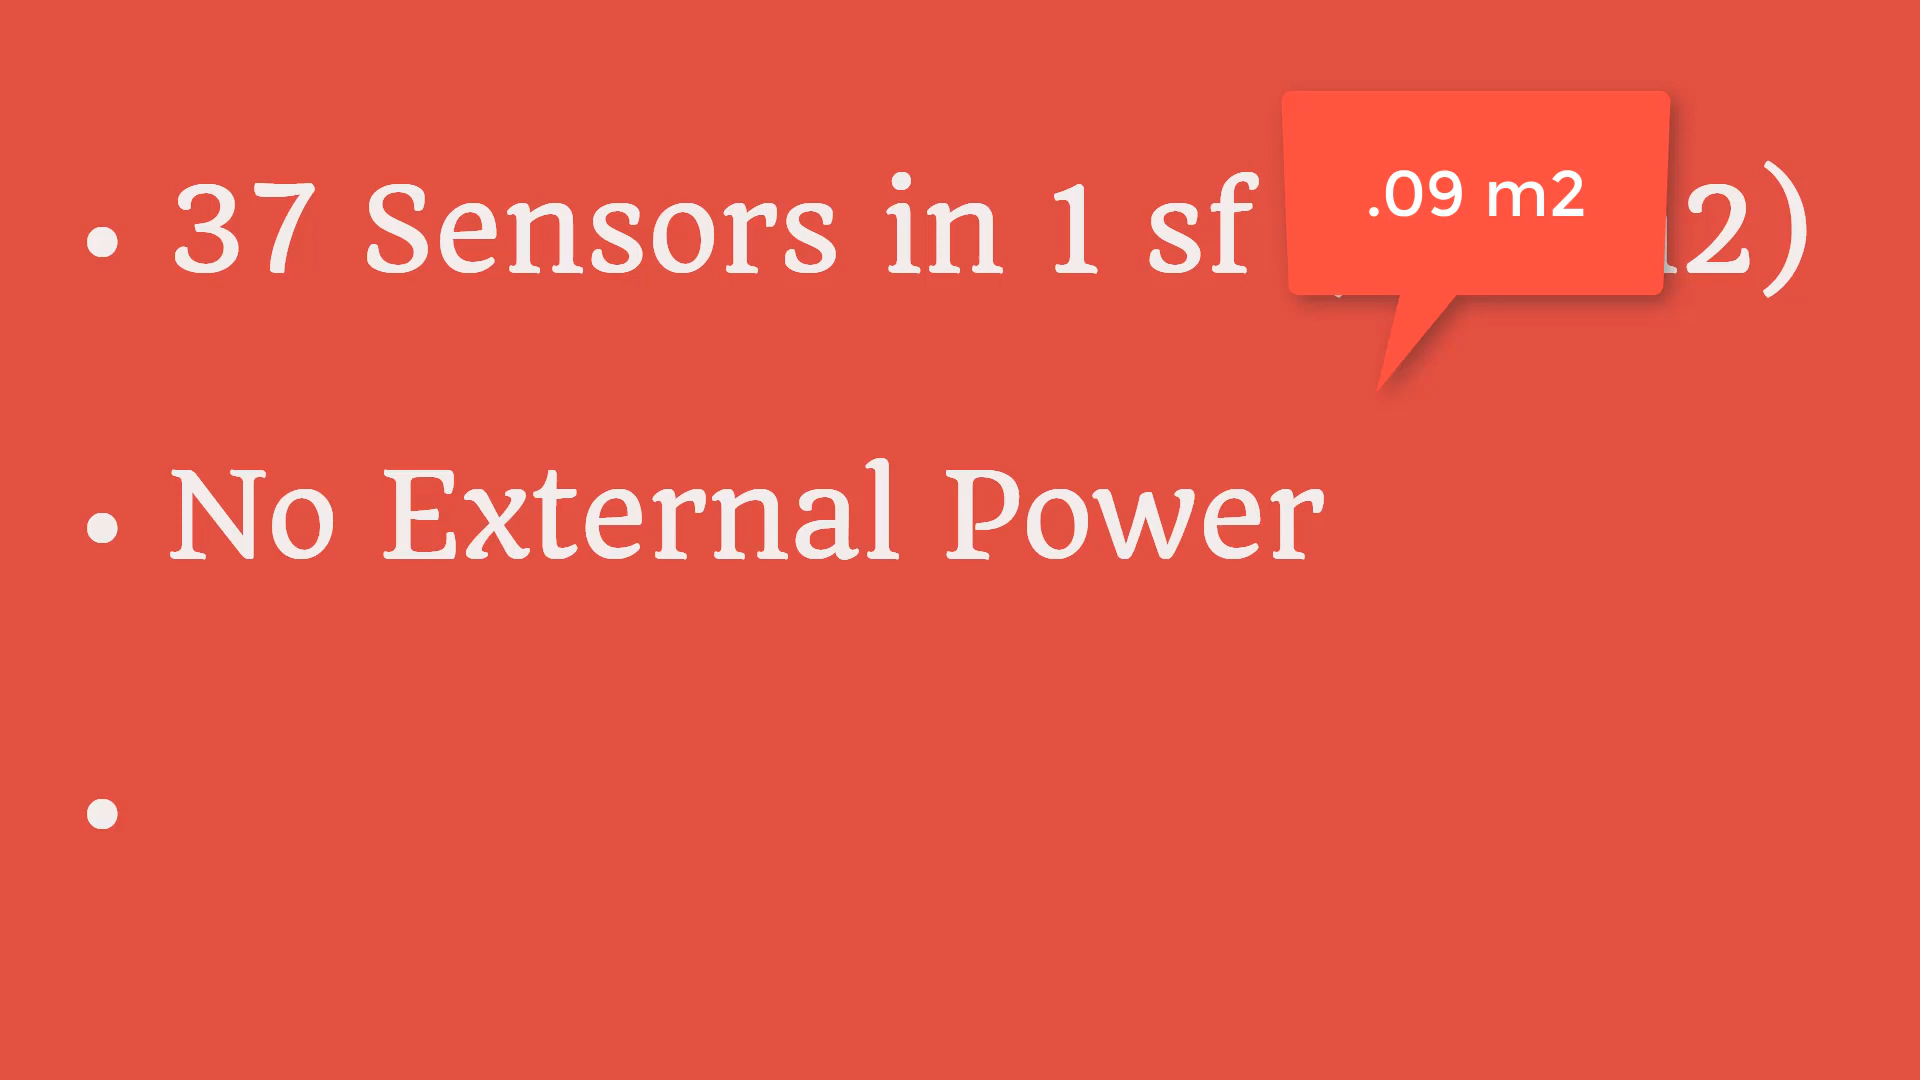 • 37 Sensors in 1 sf 2)
.09 m2
• No External Power
•